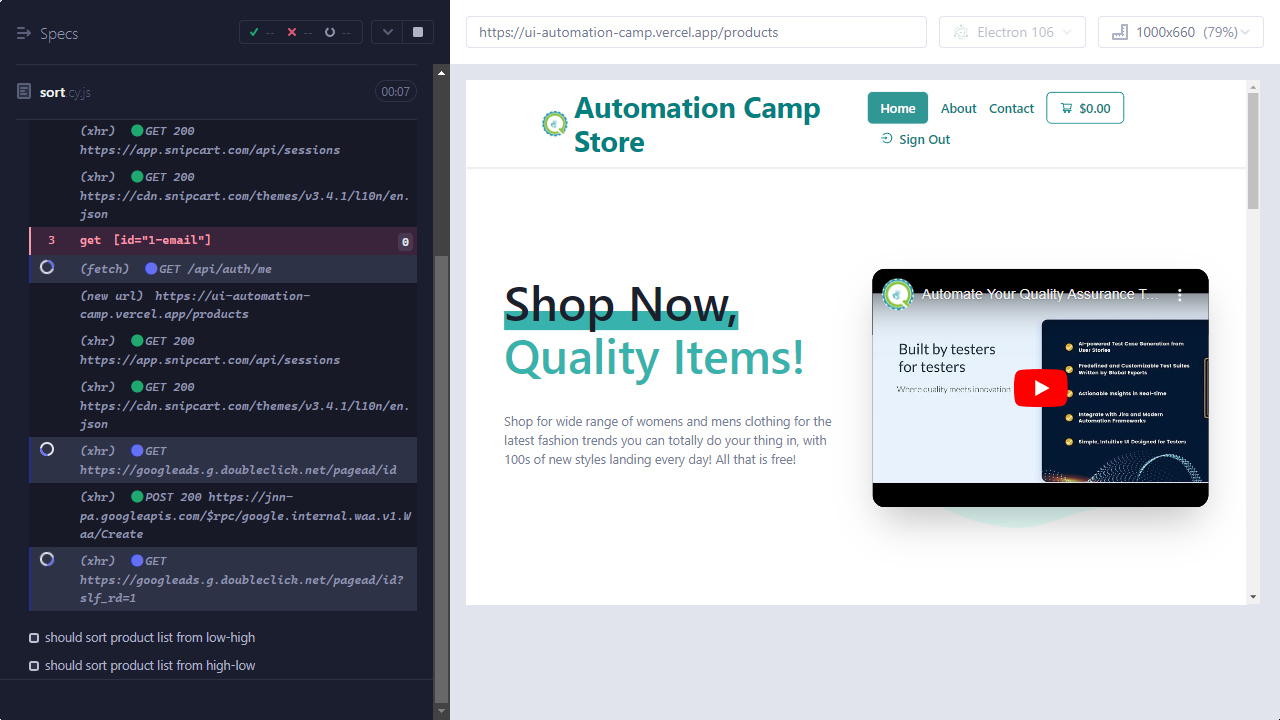 Specs
--
--
--
sort.cy.js
00:07
(xhr) GET 200
https://app.snipcart.com/api/sessions
(xhr) GET 200
https://cdn.snipcart.com/themes/v3.4.1/l10n/en.
json
3 get [id="1-email"] 0
(fetch) GET /api/auth/me
(new url) https://ui-automation-
camp.vercel.app/products
(xhr) GET 200
https://app.snipcart.com/api/sessions
(xhr) GET 200
https://cdn.snipcart.com/themes/v3.4.1/l10n/en.
json
(xhr) GET
https://googleads.g.doubleclick.net/pagead/id
(xhr) POST 200 https://jnn-
pa.googleapis.com/$rpc/google.internal.waa.v1.W
aa/Create
(xhr) GET
https://googleads.g.doubleclick.net/pagead/id?
slf_rd=1
should sort product list from low-high
should sort product list from high-low
https://ui-automation-camp.vercel.app/products
Electron 106
1000x660 (79%)
Automation Camp
Store
Home
About
Contact
$0.00
Sign Out
Shop Now,
Quality Items!
Shop for wide range of womens and mens clothing for the
latest fashion trends you can totally do your thing in, with
100s of new styles landing every day! All that is free!
Automate Your Quality Assurance T...
Built by testers
for testers
Where quality meets innovation
AI-powered Test Case Generation from
User Stories
Predefined and Customizable Test Suites
Written by Global Experts
Actionable Insights in Real-time
Integrate with Jira and Modern
Automation Frameworks
Simple, Intuitive UI Designed for Testers